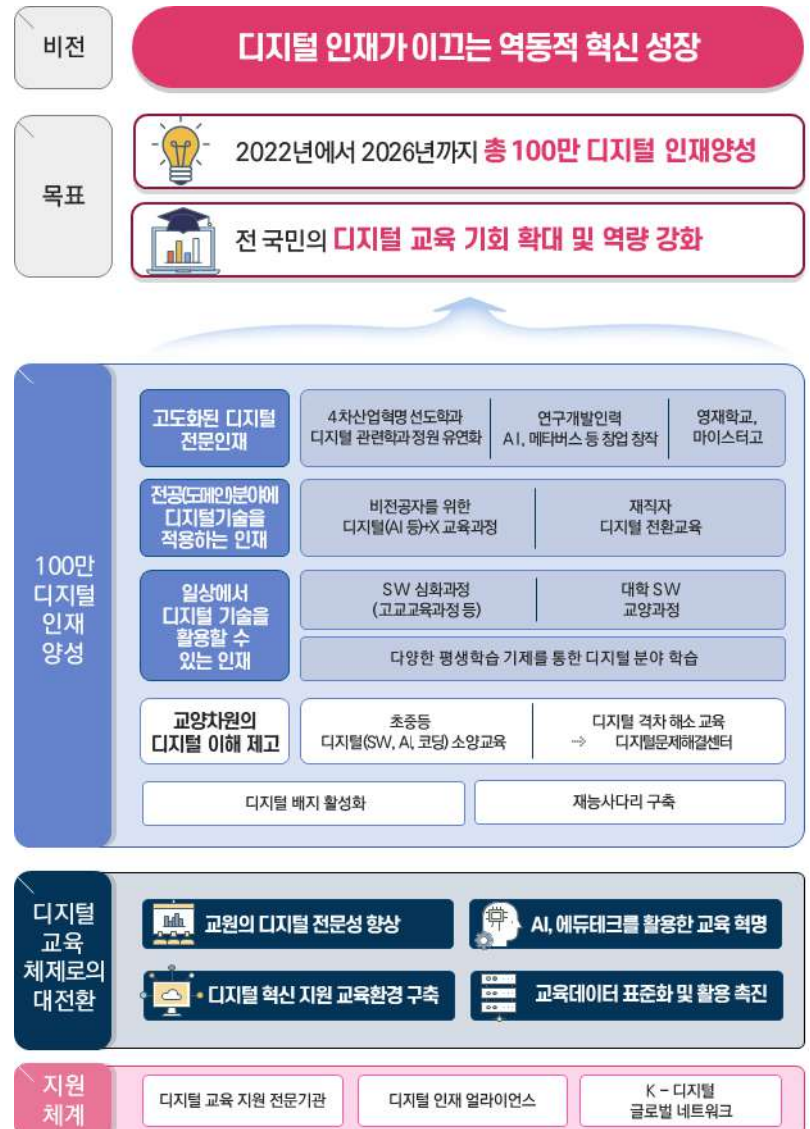 비전
디지털 인재가 이끄는 역동적 혁신 성장
목표
2022년에서 2026년까지 총 100만 디지털 인재양성
전 국민의 디지털 교육 기회 확대 및 역량 강화
100만
디지털
인재
양성
고도화된 디지털
전문인재
4차산업혁명 선도학과
디지털 관련학과 정원 유연화
연구개발인력
AI, 메타버스 등 창업 창작
영재학교,
마이스터고
전공(도메인)분야에
디지털기술을
적용하는 인재
비전공자를 위한
디지털(AI 등)+X 교육과정
재직자
디지털 전환교육
일상에서
디지털 기술을
활용할 수
있는 인재
SW 심화과정
(고교교육과정 등)
대학 SW
교양과정
다양한 평생학습 기제를 통한 디지털 분야 학습
교양차원의
디지털 이해 제고
초중등
디지털(SW, AI, 코딩) 소양교육
디지털 격차 해소 교육
⇢ 디지털문제해결센터
디지털 배지 활성화
재능사다리 구축
디지털
교육
체제로의
대전환
교원의 디지털 전문성 향상
AI, 에듀테크를 활용한 교육 혁명
디지털 혁신 지원 교육환경 구축
교육데이터 표준화 및 활용 촉진
지원
체계
디지털 교육 지원 전문기관
디지털 인재 얼라이언스
K - 디지털
글로벌 네트워크